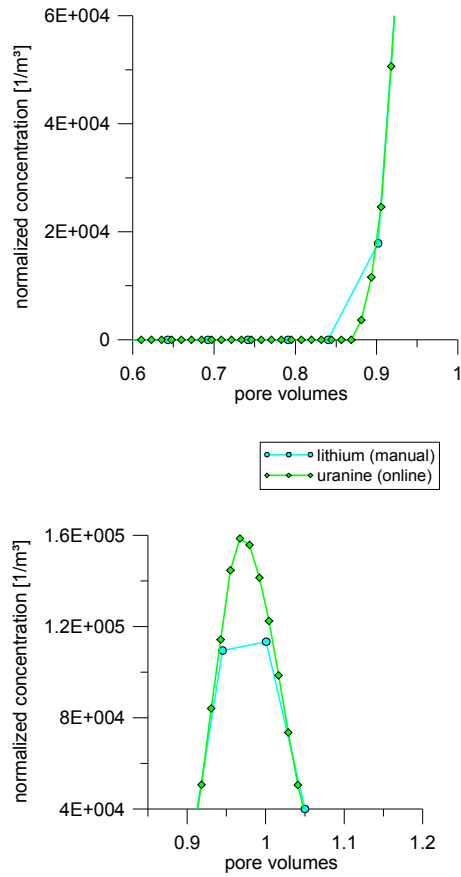 normalized concentration [1/m³]
6E+004
4E+004
2E+004
0
0.6 0.7 0.8 0.9 1
pore volumes
lithium (manual)
uranine (online)
normalized concentration [1/m³]
1.6E+005
1.2E+005
8E+004
4E+004
0.9 1 1.1 1.2
pore volumes